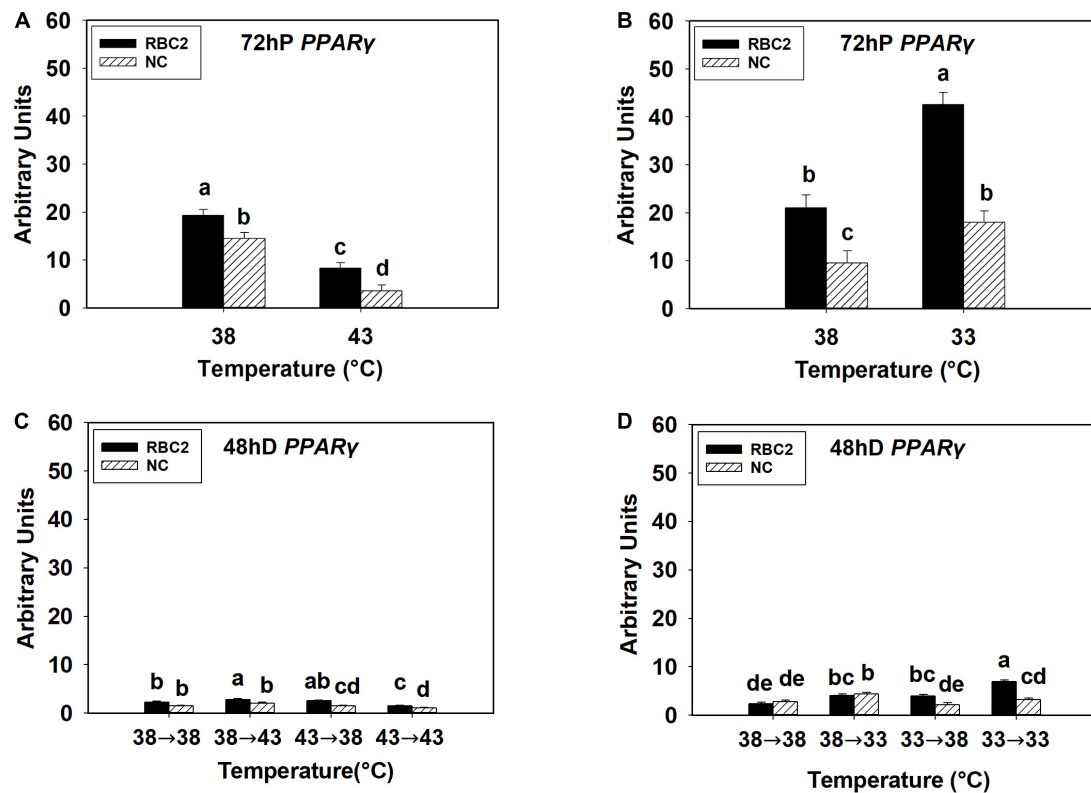 A
60
50
40
30
20
10
0
Arbitrary Units
RBC2
NC
72hP PPARγ
a
b
c
d
38
43
Temperature (°C)
B
60
50
40
30
20
10
0
Arbitrary Units
RBC2
NC
72hP PPARγ
b
c
a
b
38
33
Temperature (°C)
C
60
50
40
30
20
10
0
Arbitrary Units
RBC2
NC
48hD PPARγ
b b a b ab cd c d
38→38 38→43 43→38 43→43
Temperature(°C)
D
60
50
40
30
20
10
0
Arbitrary Units
RBC2
NC
48hD PPARγ
de de bc b bc de a cd
38→38 38→33 33→38 33→33
Temperature (°C)